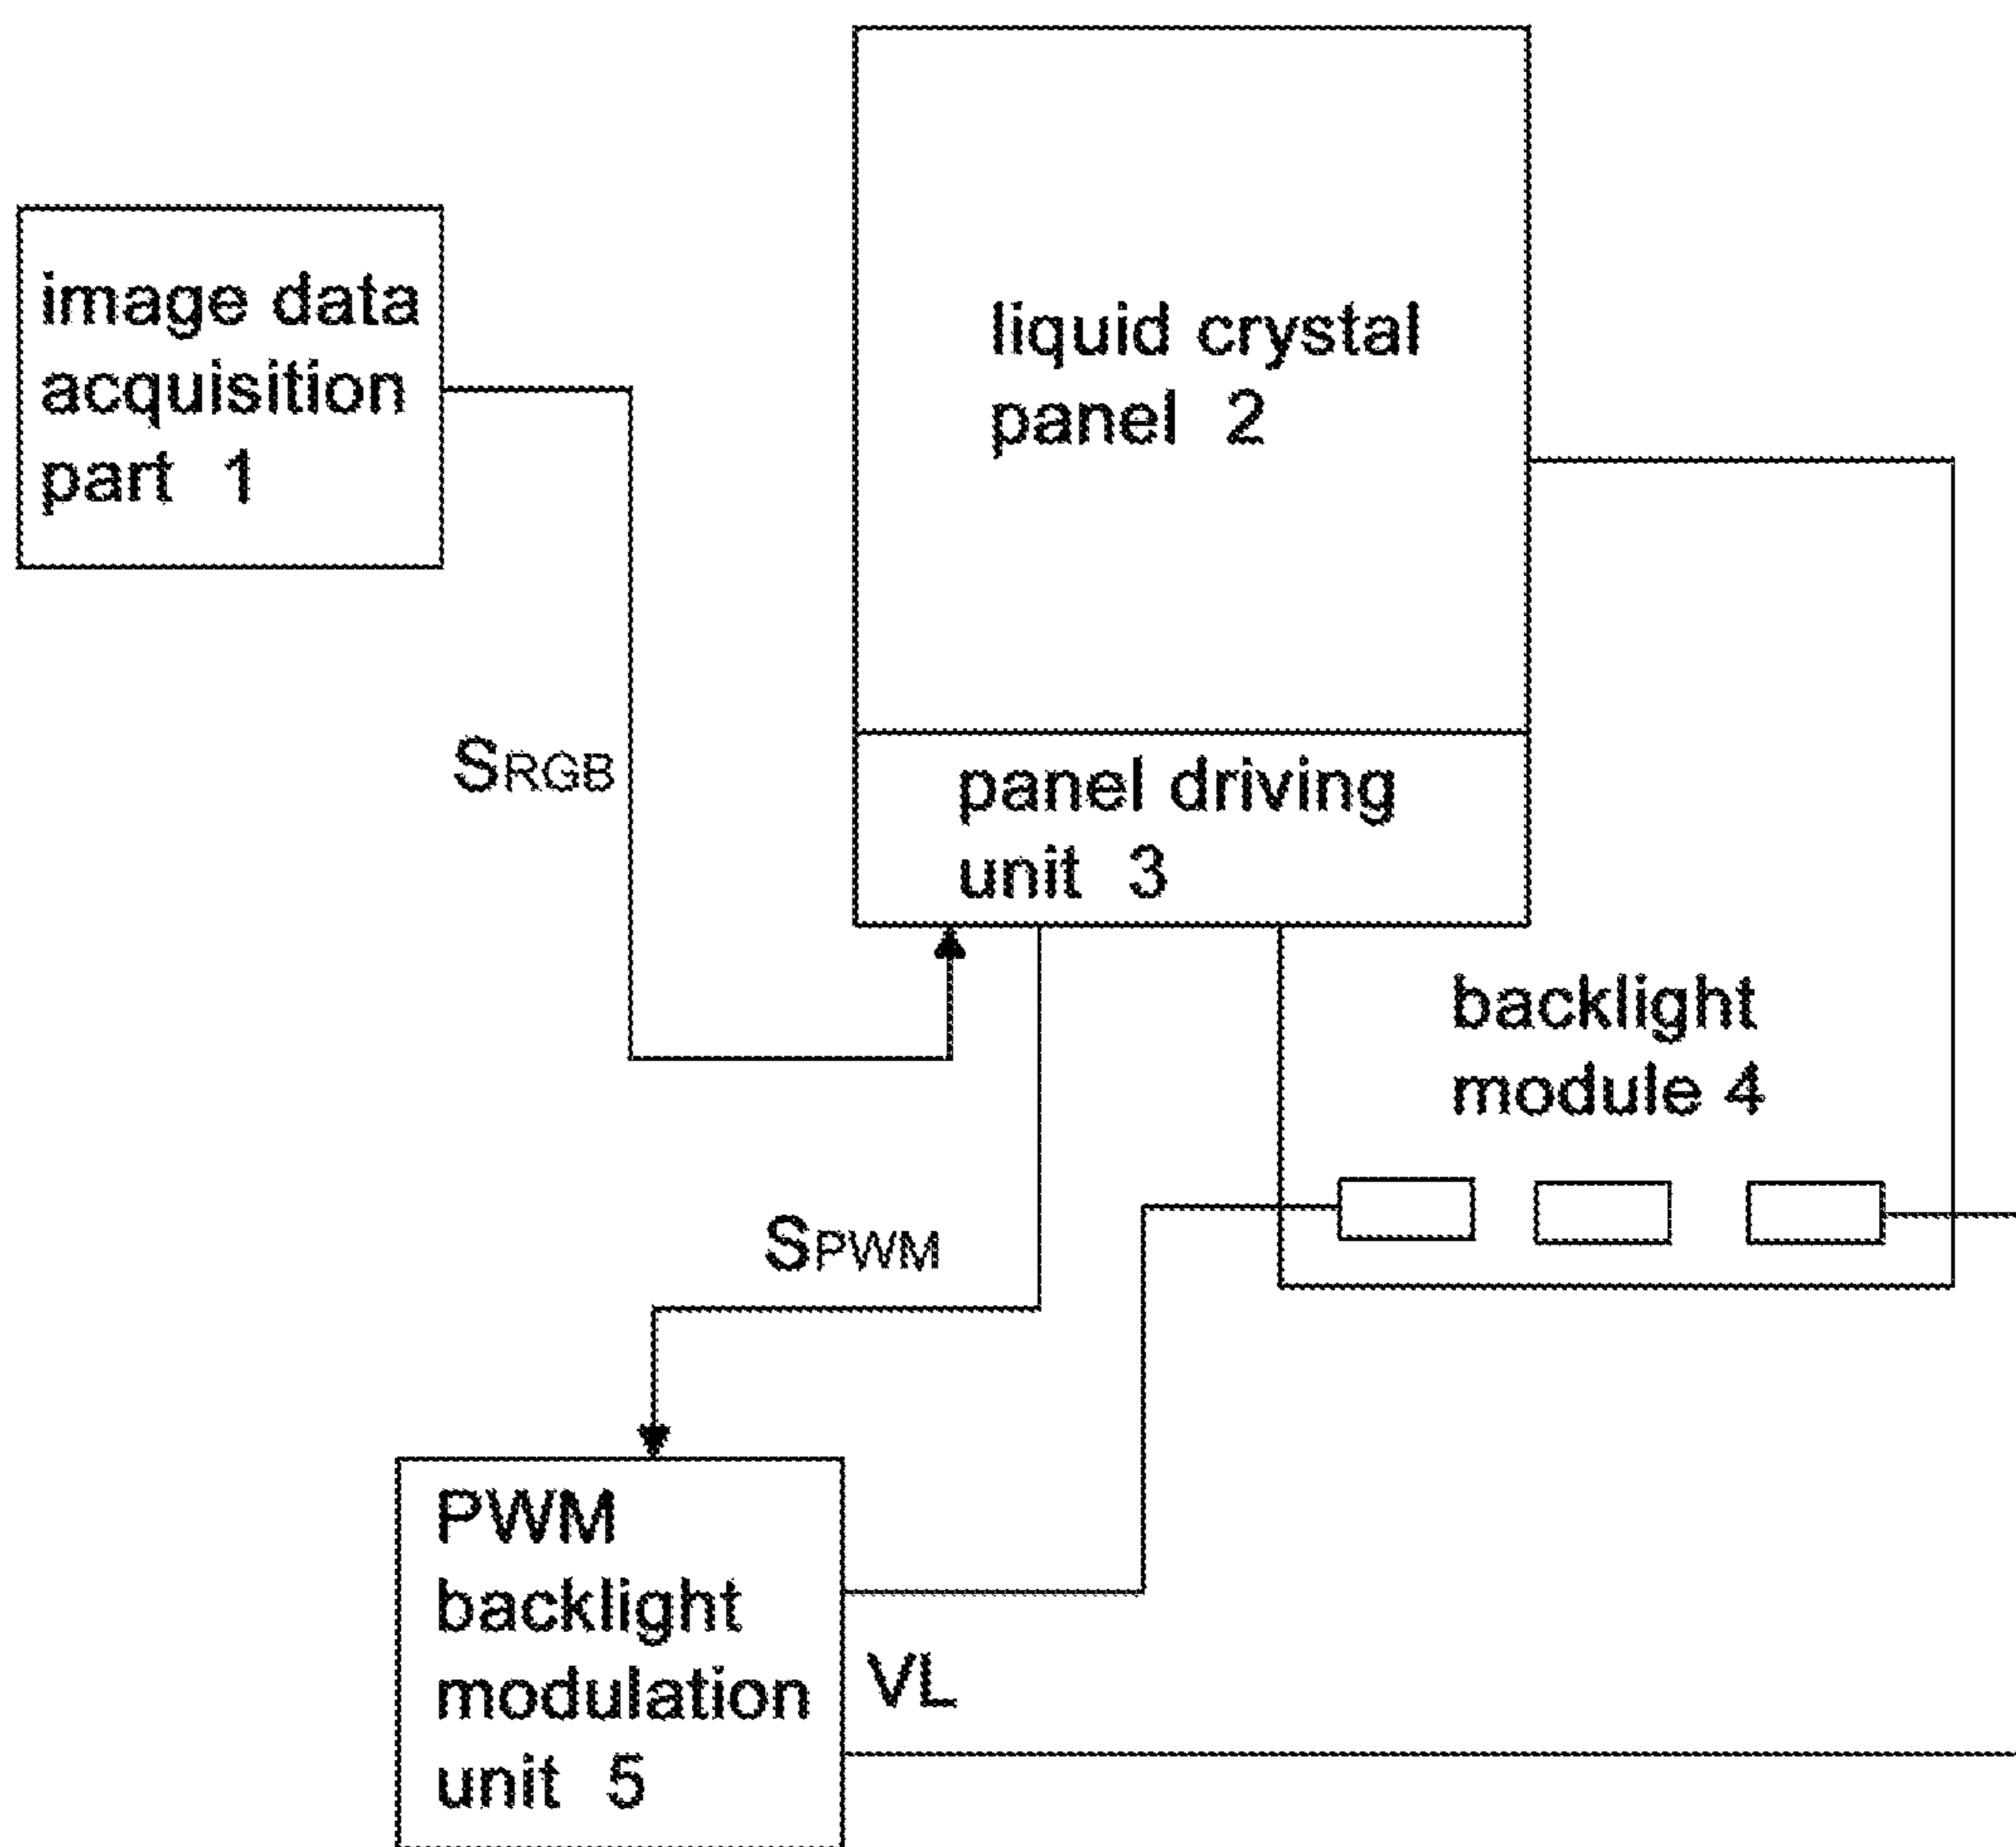 image data
acquisition
part 1
liquid crystal
panel 2
SRGB
panel driving
unit 3
backlight
module 4
SPWM
PWM
backlight
modulation
unit 5
VL